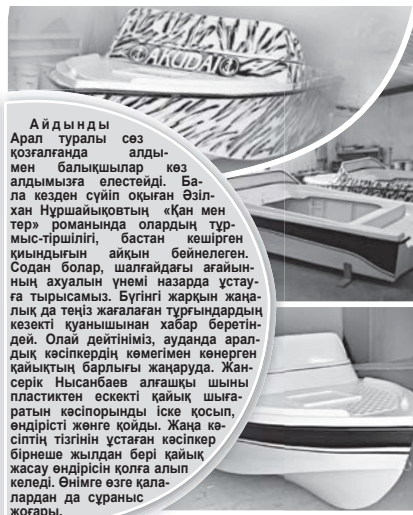 AKUDAI
Айдынды
Арал туралы сөз
қозғалғанда алды-
мен балықшылар көз
алдымызға елестейді. Ба-
ла кезден сүйіп оқыған Әзіл-
хан Нұршайықовтың «Қан мен
тер» романында олардың тұр-
мыс-тіршілігі, бастан кешірген
қиындығын айқын бейнелеген.
Содан болар, шалғайдағы ағайын-
ның ахуалын үнемі назарда ұстау-
ға тырысамыз. Бүгінгі жарқын жаңа-
лық да теңіз жағалаған тұрғындардың
кезекті қуанышынан хабар беретін-
дей. Олай дейтініміз, ауданда арал-
дық кәсіпкердің көмегімен көнерген
қайықтың барлығы жаңаруда. Жан-
серік Нысанбаев алғашқы шыны
пластиктен ескекті қайық шыға-
ратын кәсіпорынды іске қосып,
өндірісті жөнге қойды. Жаңа кә-
сіптің тізгінін ұстаған кәсіпкер
бірнеше жылдан бері қайық
жасау өндірісін қолға алып
келеді. Өнімге өзге қала-
лардан да сұраныс
жоғары.